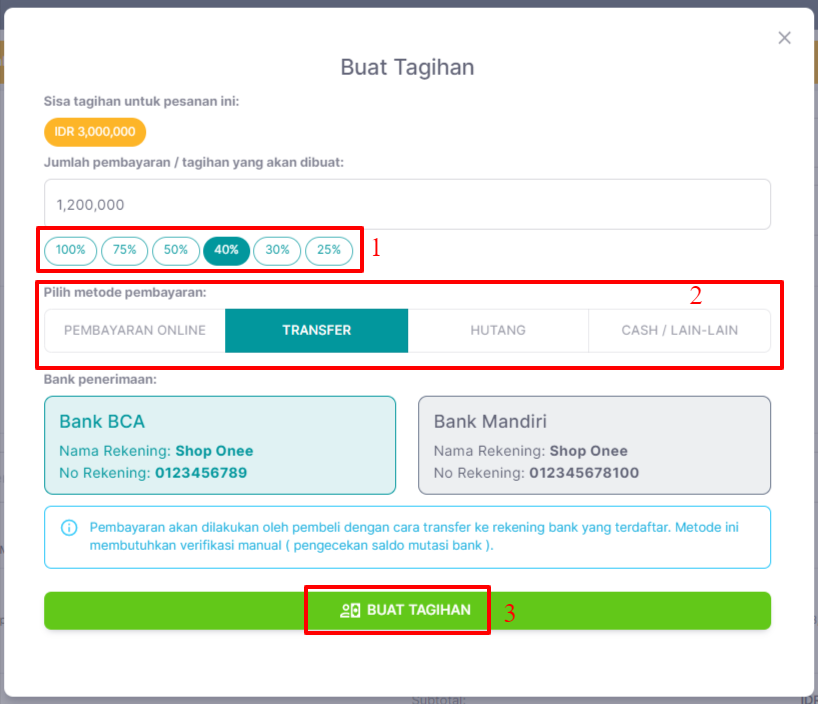 Buat Tagihan
Sisa tagihan untuk pesanan ini:
IDR 3,000,000
Jumlah pembayaran / tagihan yang akan dibuat:
1,200,000
100% 75% 50% 40% 30% 25% 1
Pilih metode pembayaran: 2
PEMBAYARAN ONLINE TRANSFER HUTANG CASH / LAIN-LAIN
Bank penerimaan:
Bank BCA
Nama Rekening: Shop Onee
No Rekening: 0123456789
Bank Mandiri
Nama Rekening: Shop Onee
No Rekening: 012345678100
Pembayaran akan dilakukan oleh pembeli dengan cara transfer ke rekening bank yang terdaftar. Metode ini
membutuhkan verifikasi manual ( pengecekan saldo mutasi bank ).
BUAT TAGIHAN 3
Subtotal: